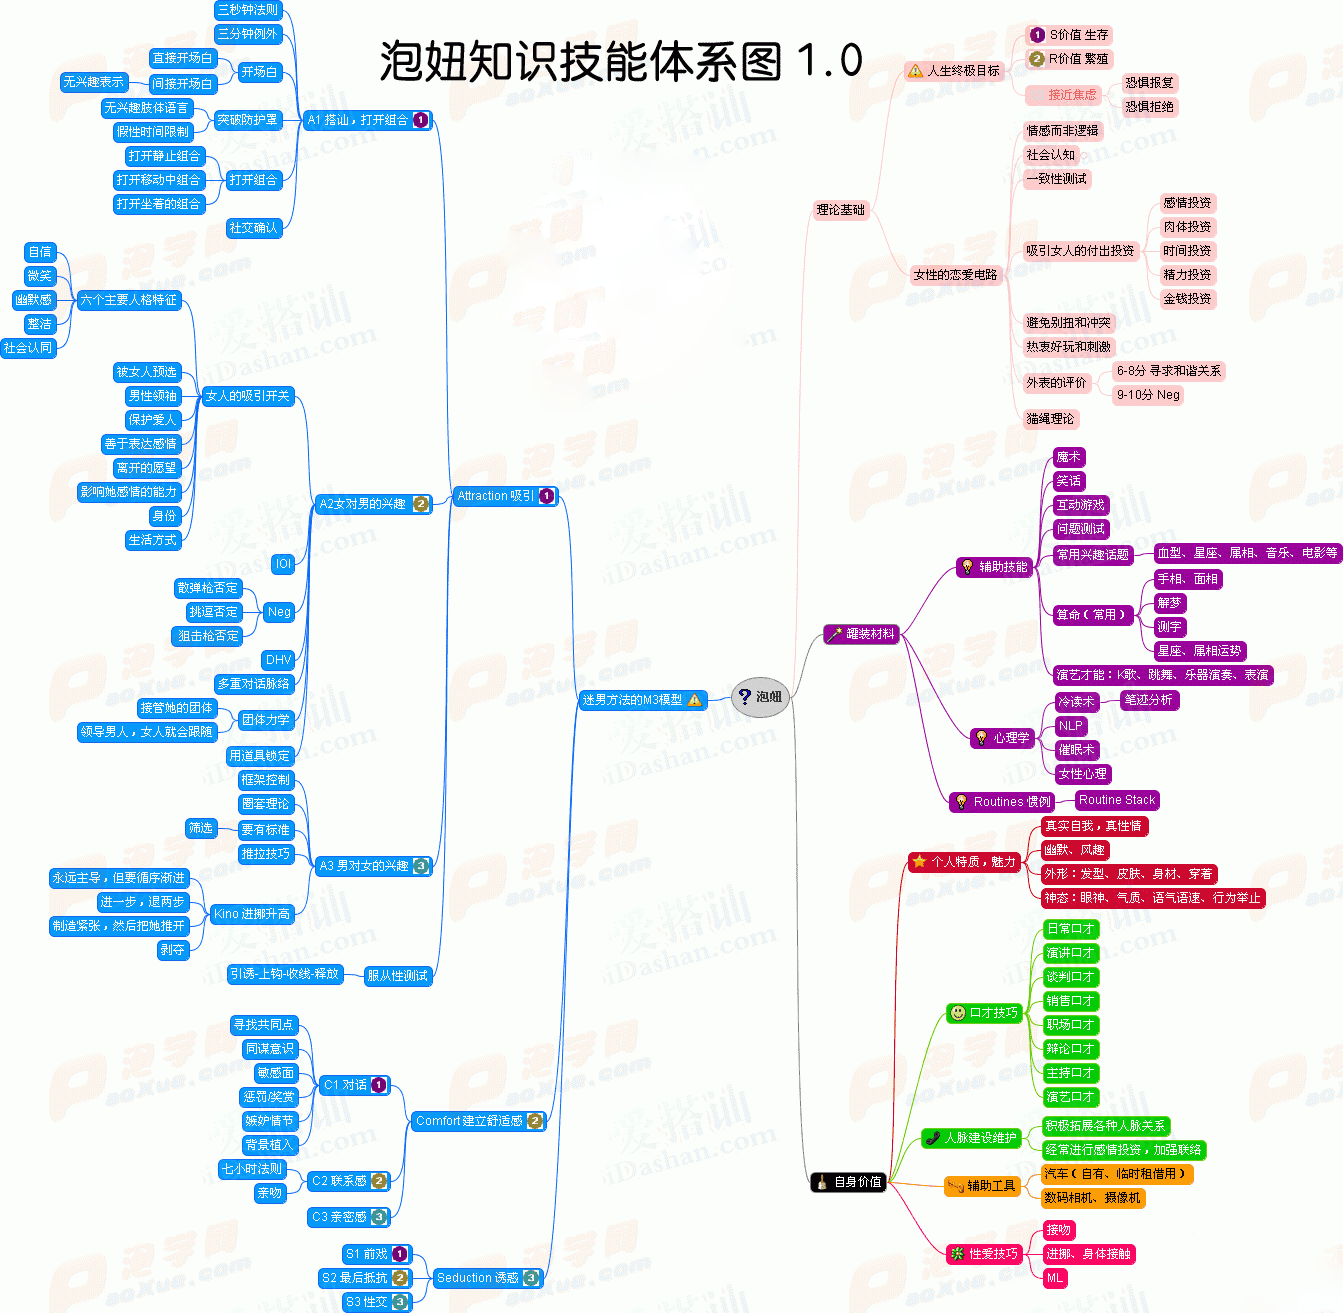 泡妞知识技能体系图 1.0
三秒钟法则
三分钟例外
直接开场白
开场白
无兴趣表示
间接开场白
无兴趣肢体语言
突破防护罩
假性时间限制
A1 搭讪，打开组合
1
打开静止组合
打开移动中组合
打开组合
打开坐着的组合
社交确认
自信
微笑
幽默感
六个主要人格特征
整洁
社会认同
被女人预选
男性领袖
女人的吸引开关
保护爱人
善于表达感情
离开的愿望
影响她感情的能力
身份
生活方式
A2女对男的兴趣
2
Attraction 吸引
1
IOI
散弹枪否定
挑逗否定
Neg
狙击枪否定
DHV
多重对话脉络
接管她的团体
团体力学
领导男人，女人就会跟随
用道具锁定
框架控制
圈套理论
筛选
要有标准
推拉技巧
A3 男对女的兴趣
3
永远主导，但要循序渐进
进一步，退两步
Kino 进挪升高
制造紧张，然后把她推开
剥夺
引诱-上钩-收线-释放
服从性测试
迷男方法的M3模型
泡妞
寻找共同点
同谋意识
敏感面
C1 对话
1
惩罚/奖赏
嫉妒情节
背景植入
Comfort 建立舒适感
2
七小时法则
C2 联系感
2
亲吻
C3 亲密感
3
S1 前戏
1
S2 最后抵抗
2
Seduction 诱惑
3
S3 性交
3
理论基础
人生终极目标
1
S价值 生存
2
R价值 繁殖
接近焦虑
恐惧报复
恐惧拒绝
女性的恋爱电路
情感而非逻辑
社会认知
一致性测试
吸引女人的付出投资
感情投资
肉体投资
时间投资
精力投资
金钱投资
避免别扭和冲突
热衷好玩和刺激
外表的评价
6-8分 寻求和谐关系
9-10分 Neg
猫绳理论
罐装材料
辅助技能
魔术
笑话
互动游戏
问题测试
常用兴趣话题
血型、星座、属相、音乐、电影等
算命（常用）
手相、面相
解梦
测字
星座、属相运势
演艺才能：K歌、跳舞、乐器演奏、表演
心理学
冷读术
笔迹分析
NLP
催眠术
女性心理
Routines 惯例
Routine Stack
自身价值
个人特质，魅力
真实自我，真性情
幽默、风趣
外形：发型、皮肤、身材、穿着
神态：眼神、气质、语气语速、行为举止
口才技巧
日常口才
演讲口才
谈判口才
销售口才
职场口才
辩论口才
主持口才
演艺口才
人脉建设维护
积极拓展各种人脉关系
经常进行感情投资，加强联络
辅助工具
汽车（自有、临时租借用）
数码相机、摄像机
性爱技巧
接吻
进挪、身体接触
ML